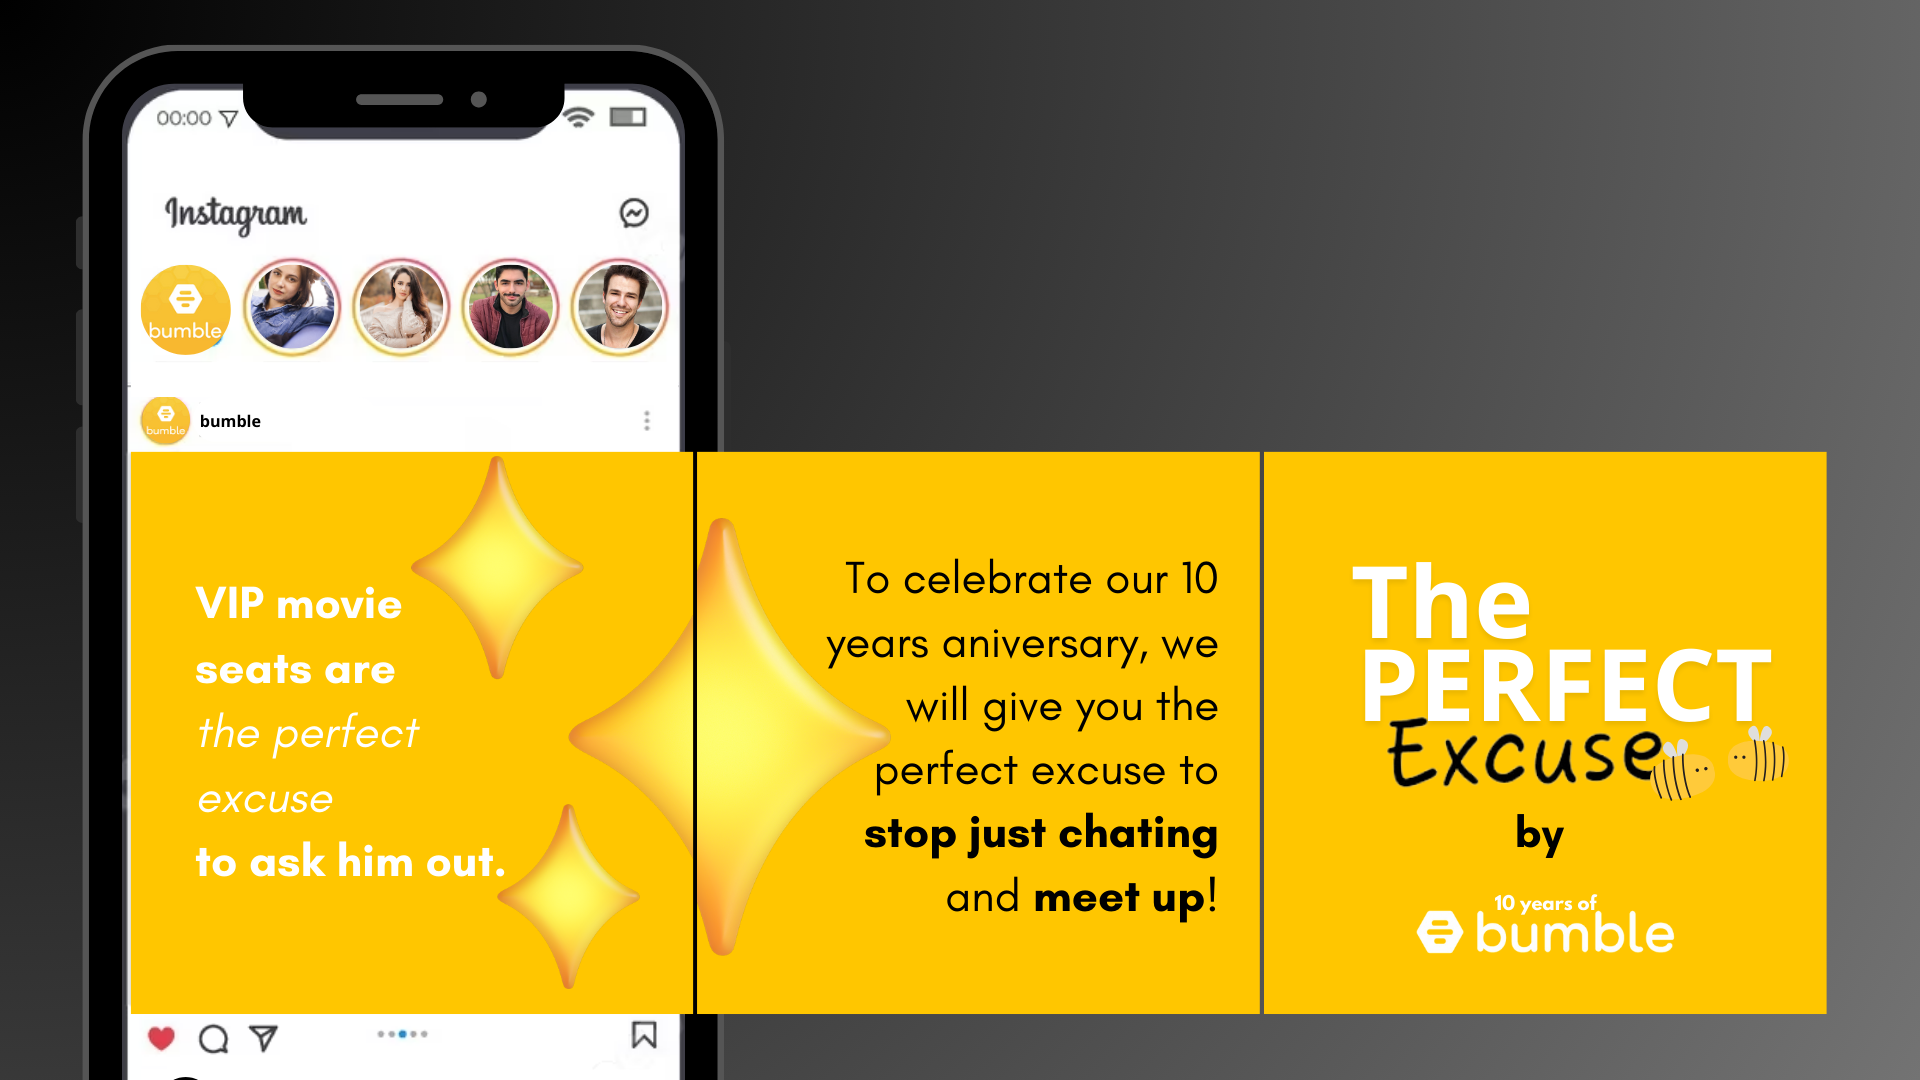 00:00
Instagram
bumble
bumble
bumble
VIP movie
seats are
the perfect
excuse
to ask him out.
To celebrate our 10
years aniversary, we
will give you the
perfect excuse to
stop just chating
and meet up!
The
PERFECT
Excuse
by
10 years of
bumble